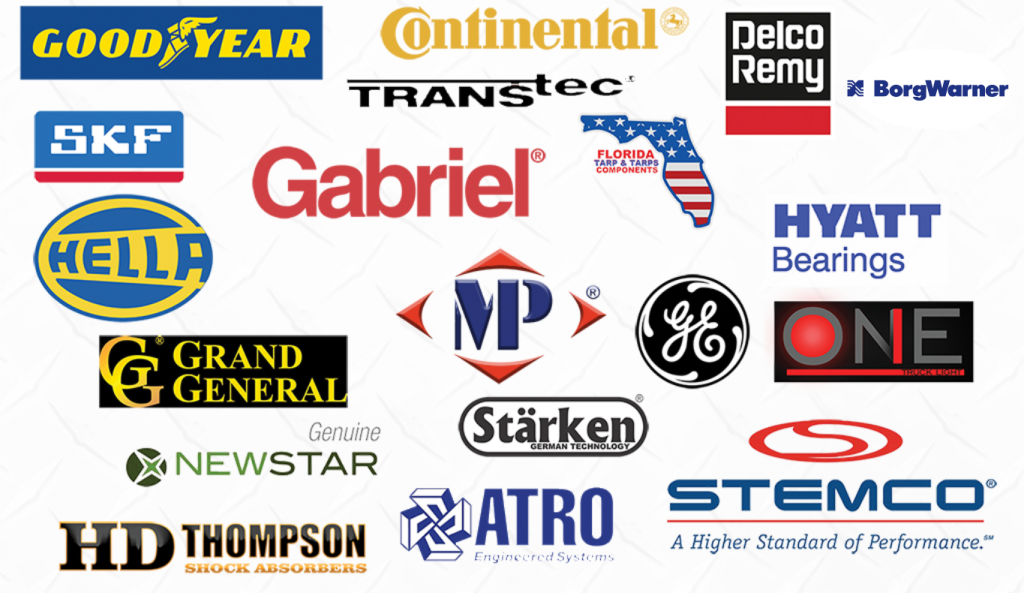 GOODYEAR
Continental
Delco
Remy
TRANStec
BorgWarner
SKF
FLORIDA
TARP & TARPS
COMPONENTS
Gabriel®
HELLA
HYATT
Bearings
MP®
GE
ONE
TRUCK LIGHT
GG®
GRAND
GENERAL
Stärken®
GERMAN TECHNOLOGY
Genuine
NEWSTAR
S
STEMCO®
A Higher Standard of Performance.℠
ATRO
Engineered Systems
HD THOMPSON
SHOCK ABSORBERS